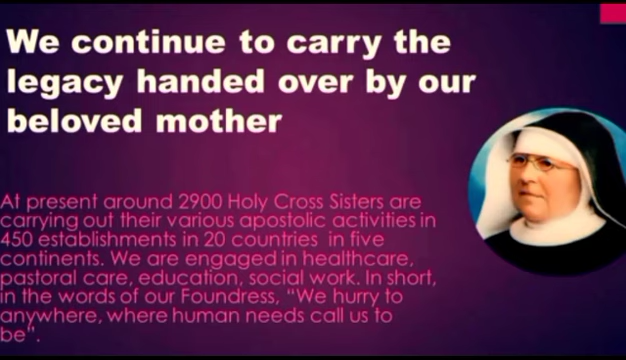 We continue to carry the
legacy handed over by our
beloved mother
At present around 2900 Holy Cross Sisters are
carrying out their various apostolic activities in
450 establishments in 20 countries in five
continents. We are engaged in healthcare,
pastoral care, education, social work. In short,
in the words of our Foundress, “We hurry to
anywhere, where human needs call us to
be”.